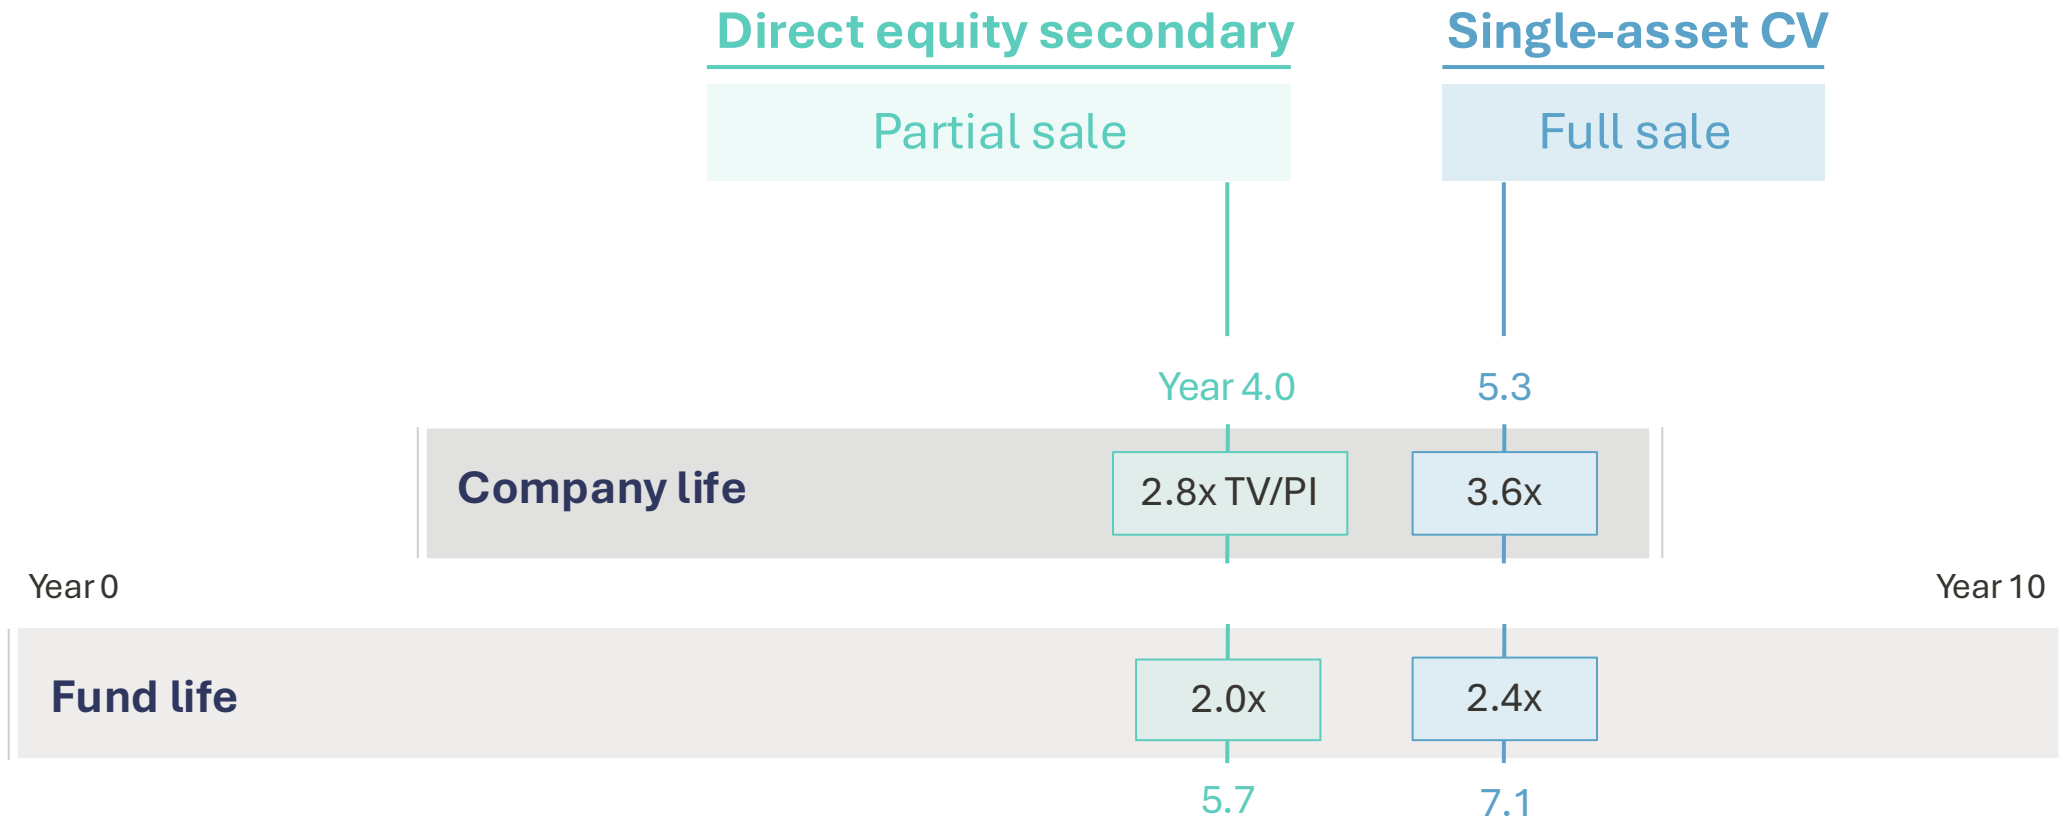 Direct equity secondary
Single-asset CV
Partial sale
Full sale
Year 4.0
5.3
Company life
2.8x TV/PI
3.6x
Year 0
Year 10
Fund life
2.0x
2.4x
5.7
7.1